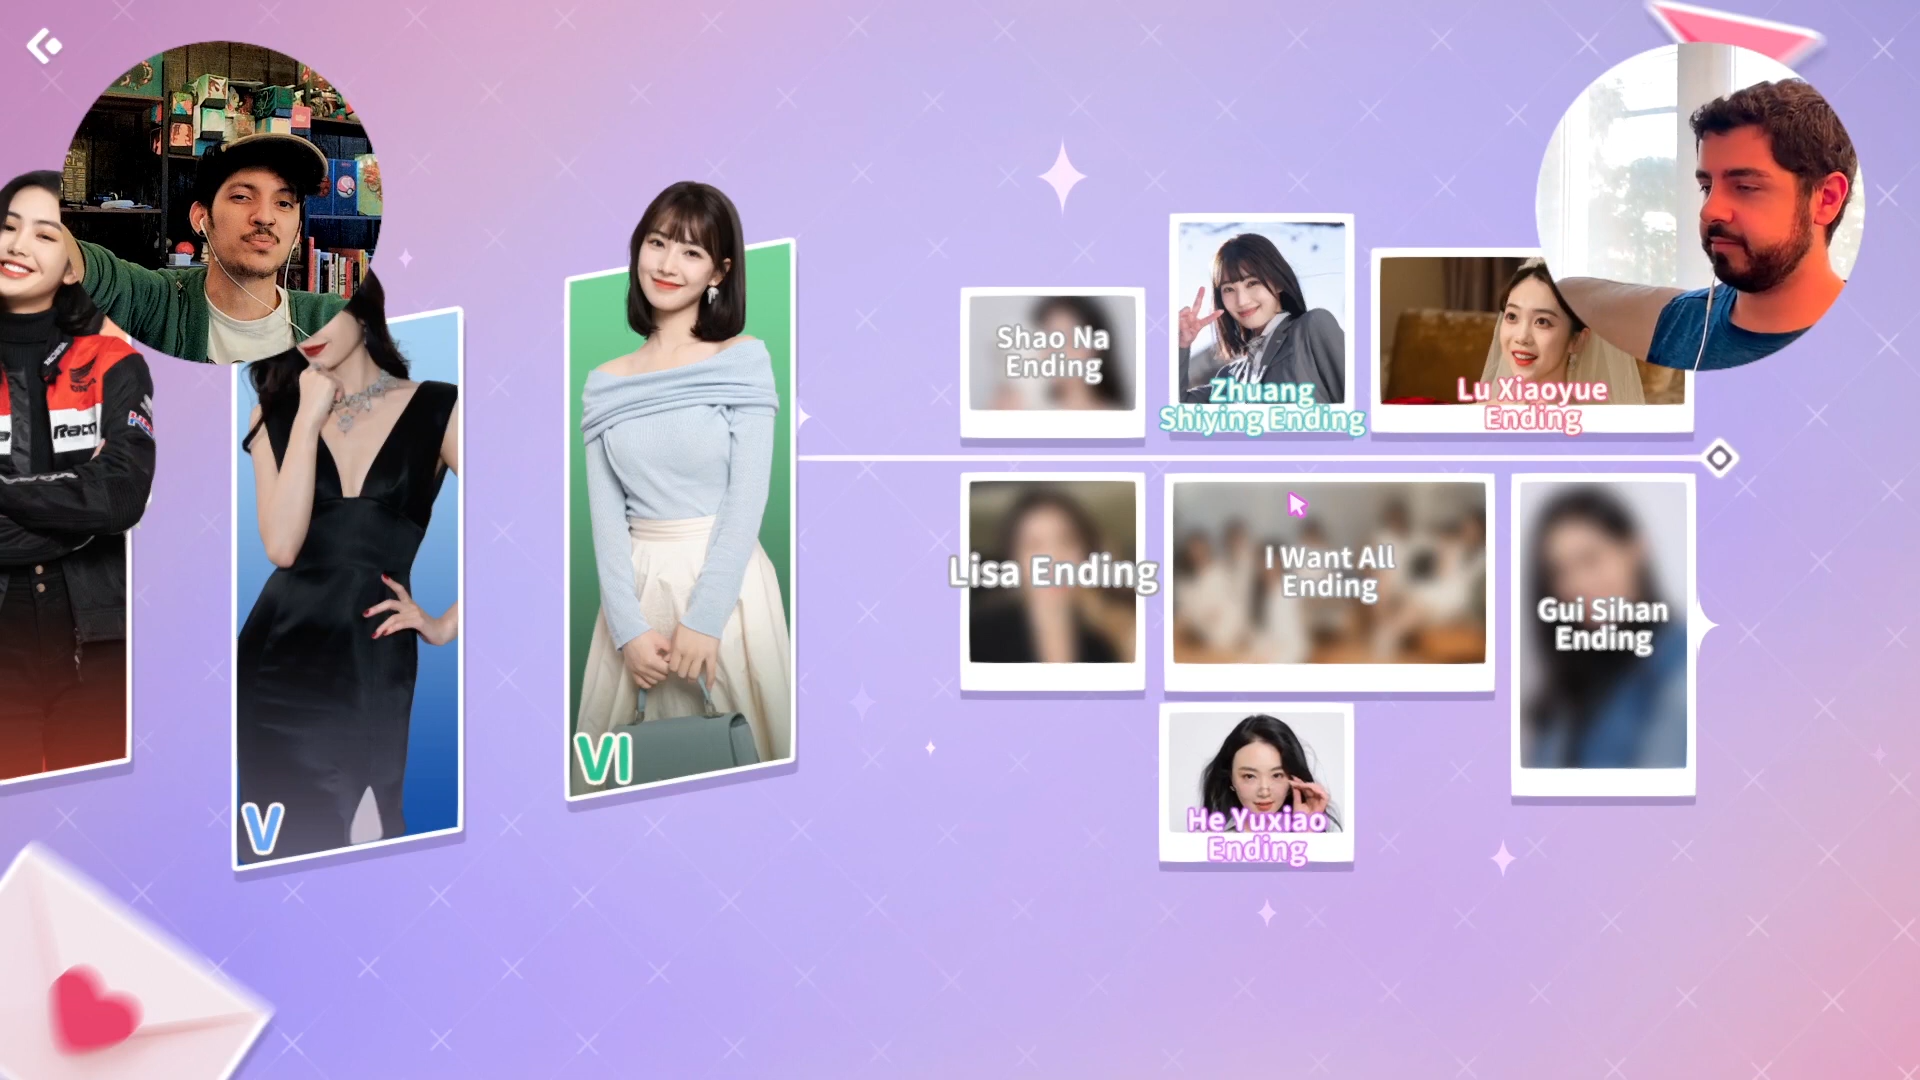 Shao Na
Ending
Zhuang
Shiying Ending
Lu Xiaoyue
Ending
Lisa Ending
I Want All
Ending
Gui Sihan
Ending
He Yuxiao
Ending
V
VI